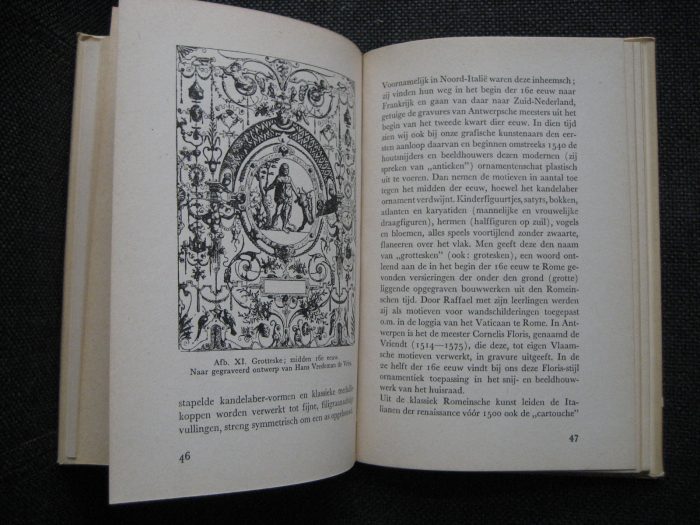 Afb. XI. Grotteske; midden 16e eeuw.
Naar gegraveerd ontwerp van Hans Vredeman de Vries.
stapelde kandelaber-vormen en klassieke
koppen worden verwerkt tot fijne,
vullingen, streng symmetrisch om een as opgebouwd.
46
Voornamelijk in Noord-Italië waren deze inheemsch;
zij vinden hun weg in het begin der 16e eeuw naar
Frankrijk en gaan van daar naar Zuid-Nederland,
getuige de gravures van Antwerpsche meesters uit het
begin van het tweede kwart dier eeuw. In dien tijd
zien wij ook bij onze grafische kunstenaars den eer-
sten aanloop daarvan en beginnen omstreeks 1540 de
houtsnijders en beeldhouwers dezen modernen (zij
spreken van „antieken”) ornamentenschat plastisch
uit te voeren. Dan nemen de motieven in aantal toe
tegen het midden der eeuw, hoewel het kandelaber
ornament verdwijnt. Kinderfiguurtjes, satyrs, bokken,
atlanten en karyatiden (mannelijke en vrouwelijke
draagfiguren), hermen (halffiguren op zuil), vogels
en bloemen, alles speels voortijlend zonder zwaarte,
flaneeren over het vlak. Men geeft deze den naam
van „grottesken” (ook: grotesken), een woord ont-
leend aan de in het begin der 16e eeuw te Rome ge-
vonden versieringen der onder den grond (grotte)
liggende opgegraven bouwwerken uit den Romein-
schen tijd. Door Raffael met zijn leerlingen werden
zij als motieven voor wandschilderingen toegepast
o.m. in de loggia van het Vaticaan te Rome. In Ant-
werpen is het meester Cornelis Floris, genaamd de
Vriendt (1514—1575), die deze, tot eigen Vlaam-
sche motieven verwerkt, in gravure uitgeeft. In de
2e helft der 16e eeuw vindt bij ons deze Floris-stijl
ornamentiek toepassing in het snij- en beeldhouw-
werk van het huisraad.
Uit de klassiek Romeinsche kunst leiden de Ita-
lianen der renaissance vóór 1500 ook de „cartouche”
47